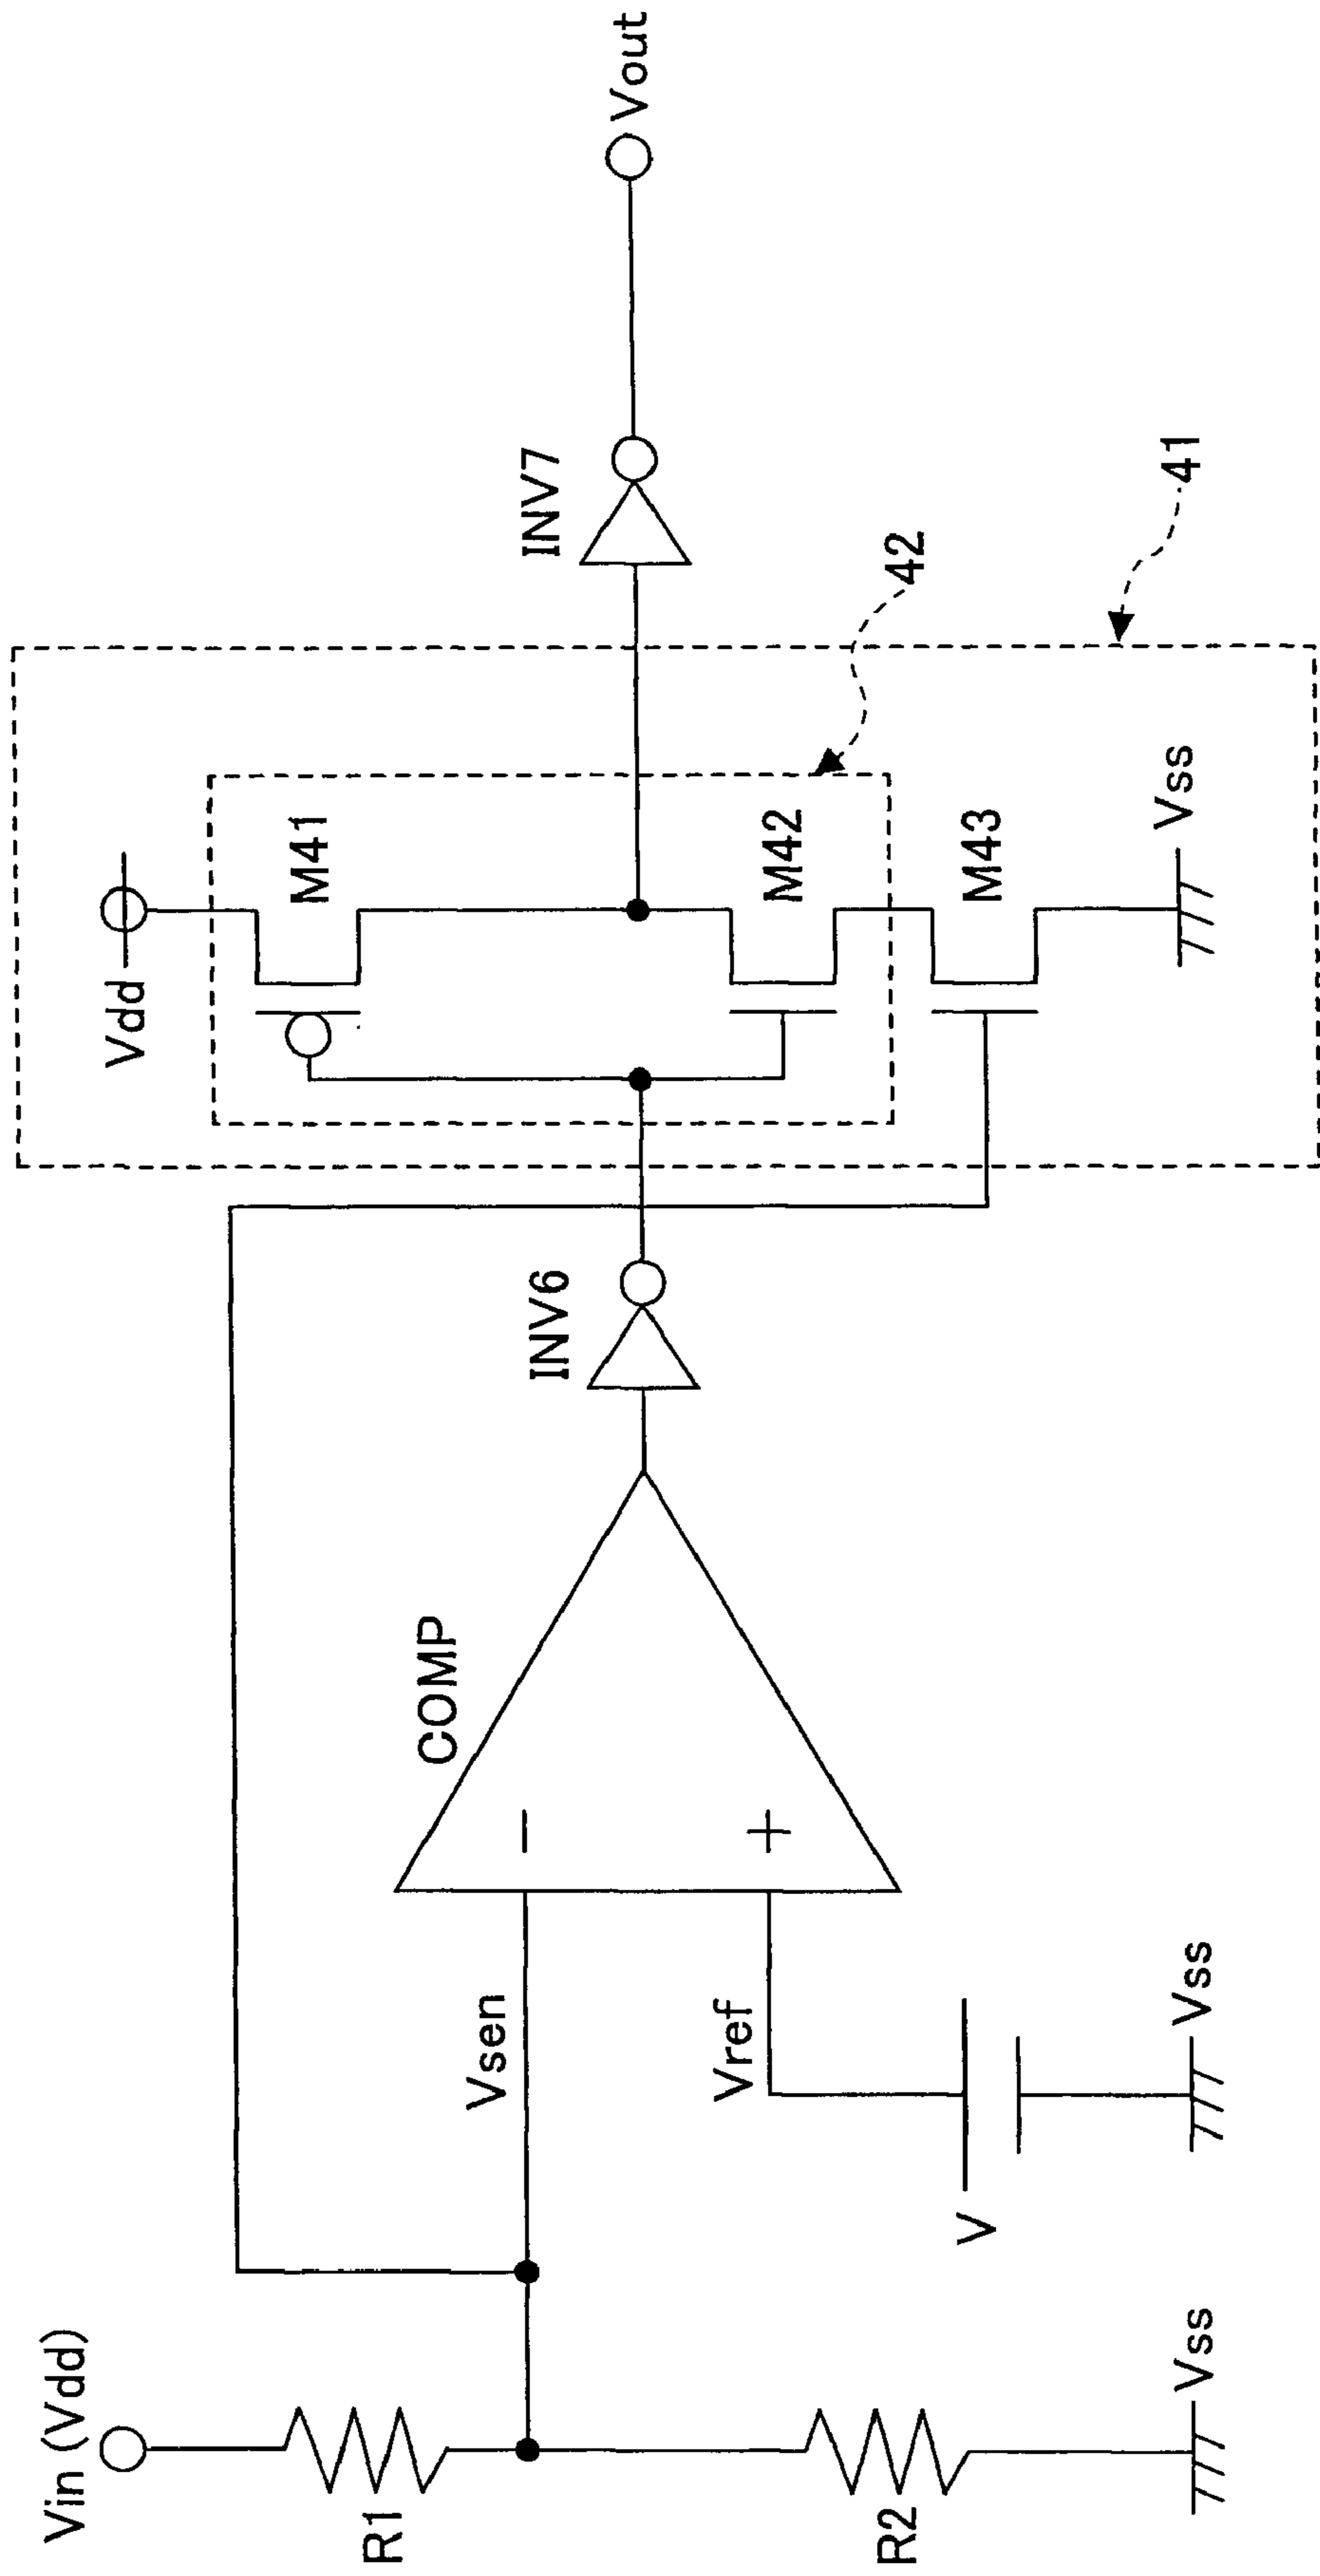 Vin (Vdd)
R1
R2
Vss
Vsen
Vref
V
Vss
COMP
−
+
INV6
Vdd
M41
M42
M43
Vss
42
41
INV7
Vout